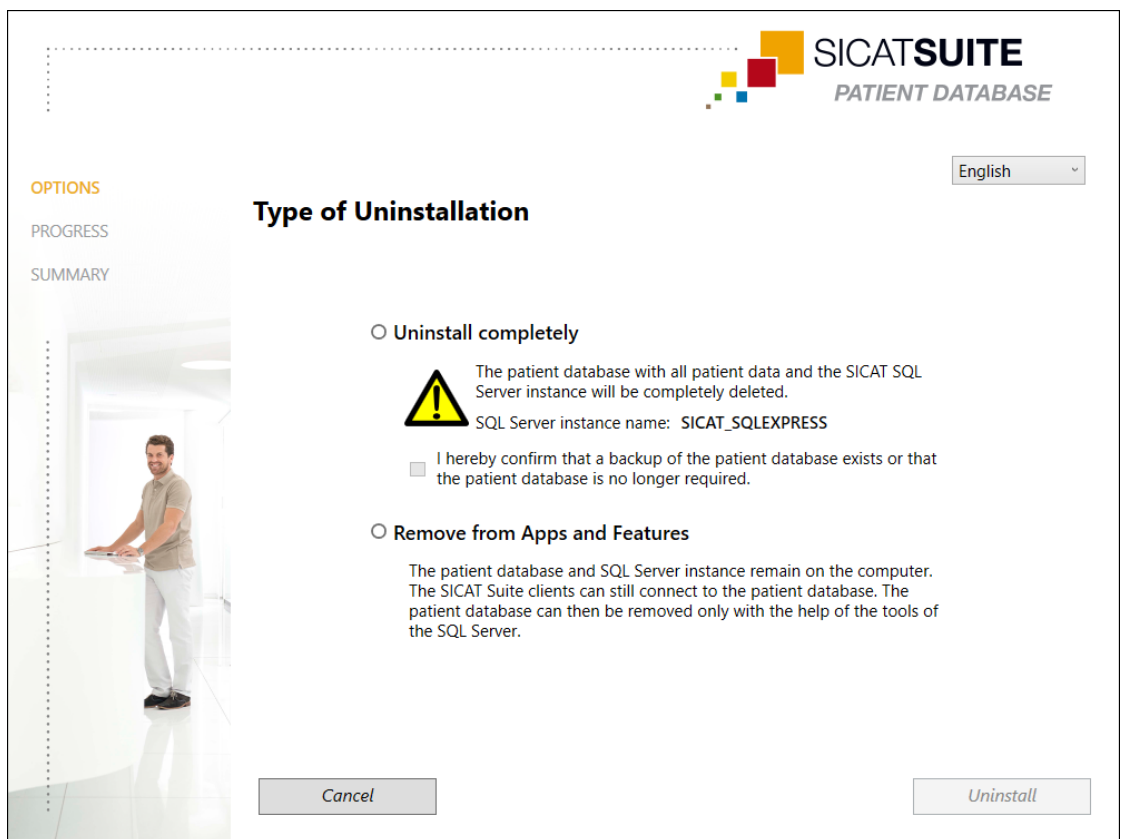 SICATSUITE
PATIENT DATABASE
English
OPTIONS
PROGRESS
SUMMARY
Type of Uninstallation
Uninstall completely
The patient database with all patient data and the SICAT SQL
Server instance will be completely deleted.
SQL Server instance name: SICAT_SQLEXPRESS
I hereby confirm that a backup of the patient database exists or that
the patient database is no longer required.
Remove from Apps and Features
The patient database and SQL Server instance remain on the computer.
The SICAT Suite clients can still connect to the patient database. The
patient database can then be removed only with the help of the tools of
the SQL Server.
Cancel
Uninstall